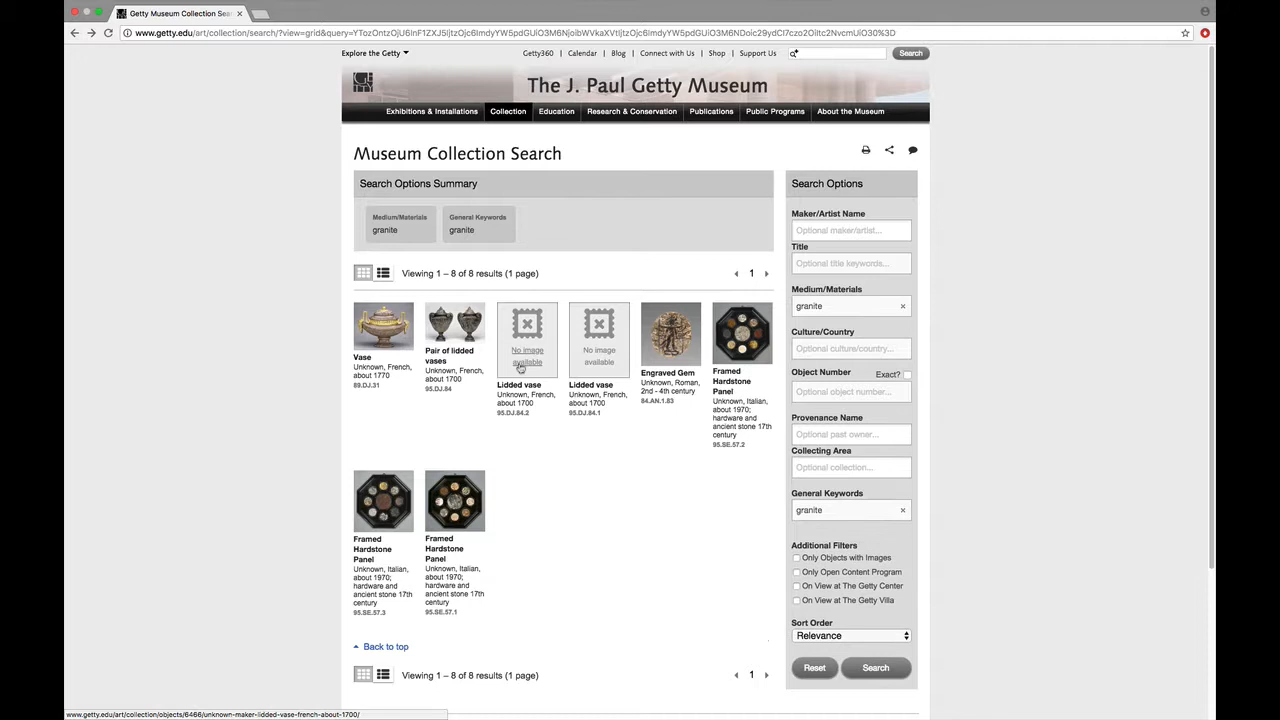 Getty Museum Collection Sea
www.getty.edu/art/collection/search/?view=grid&query=
Explore the Getty
Getty360 Calendar Blog Connect with Us Shop Support Us
Search
The J. Paul Getty Museum
Exhibitions & Installations Collection Education Research & Conservation Publications Public Programs About the Museum
Museum Collection Search
Search Options Summary
Medium/Materials General Keywords
granite granite
Viewing 1 – 8 of 8 results (1 page)
1
No image available
No image available
Vase
Unknown, French, about 1770
89.DJ.31
Pair of lidded vases
Unknown, French, about 1700
95.DJ.84
Lidded vase
Unknown, French, about 1700
95.DJ.84.2
Lidded vase
Unknown, French, about 1700
95.DJ.84.1
Engraved Gem
Unknown, Roman, 2nd - 4th century
84.AN.1.83
Framed Hardstone Panel
Unknown, Italian, about 1970; hardware and ancient stone 17th century
95.SE.57.2
Framed Hardstone Panel
Unknown, Italian, about 1970; hardware and ancient stone 17th century
95.SE.57.3
Framed Hardstone Panel
Unknown, Italian, about 1970; hardware and ancient stone 17th century
95.SE.57.1
Back to top
Viewing 1 – 8 of 8 results (1 page)
1
Search Options
Maker/Artist Name
Optional maker/artist...
Title
Optional title keywords...
Medium/Materials
granite ×
Culture/Country
Optional culture/country...
Object Number Exact?
Optional object number...
Provenance Name
Optional past owner...
Collecting Area
Optional collection...
General Keywords
granite ×
Additional Filters
Only Objects with Images
Only Open Content Program
On View at The Getty Center
On View at The Getty Villa
Sort Order
Relevance
Reset Search
www.getty.edu/art/collection/objects/6466/unknown-maker-lidded-vase-french-about-1700/